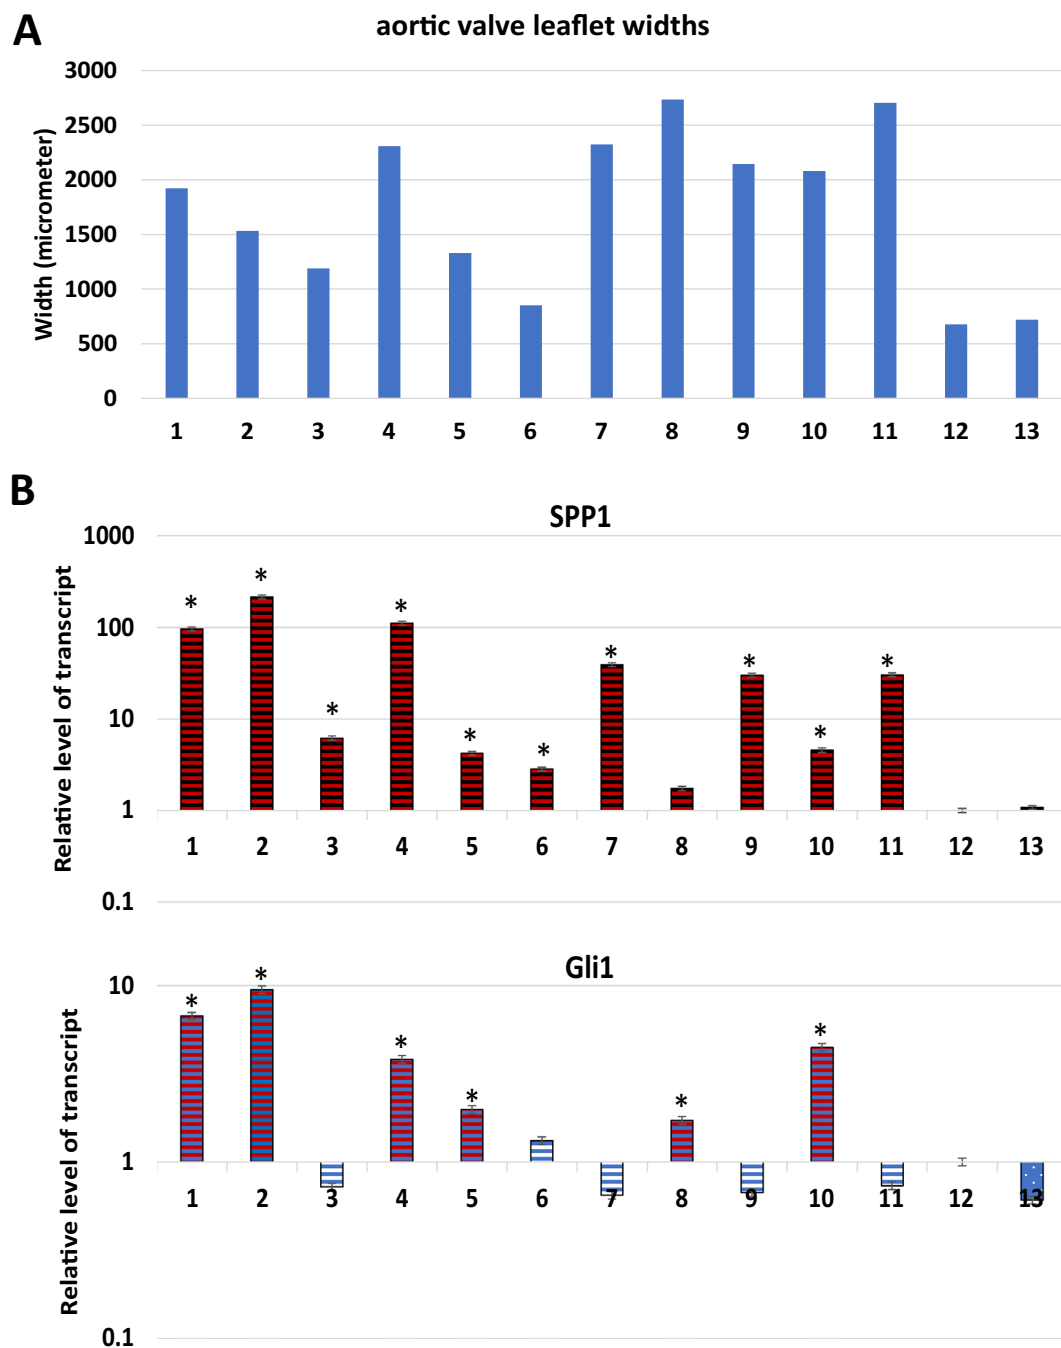 A
aortic valve leaflet widths
Width (micrometer)
3000
2500
2000
1500
1000
500
0
1 2 3 4 5 6 7 8 9 10 11 12 13
B
SPP1
Relative level of transcript
1000
100
10
1
0.1
* * * * * * * * * *
1 2 3 4 5 6 7 8 9 10 11 12 13
Gli1
Relative level of transcript
10
1
0.1
* * * * * *
1 2 3 4 5 6 7 8 9 10 11 12 13